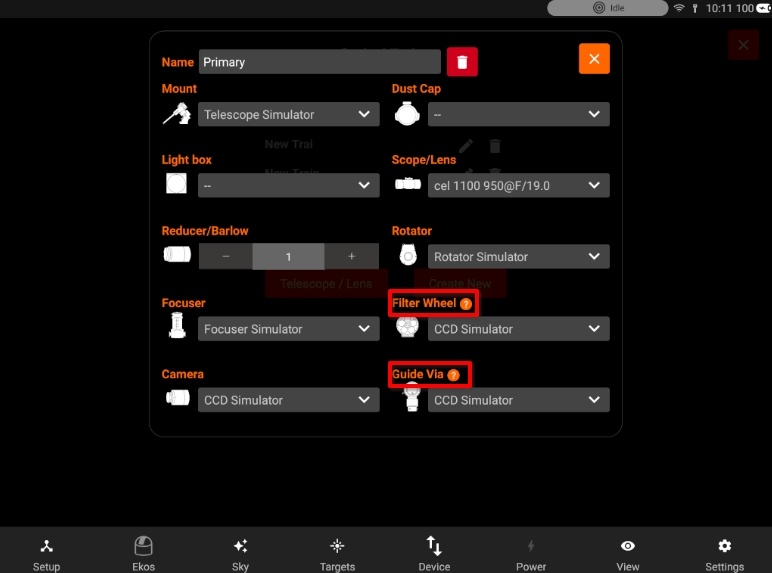 Idle 10:11 100
Name Primary
Mount Dust Cap
Telescope Simulator --
New Trai
Light box Scope/Lens
New Train
-- cel 1100 950@F/19.0
Reducer/Barlow Rotator
− 1 + Rotator Simulator
Telescope / Lens Create New
Focuser Filter Wheel ?
Focuser Simulator CCD Simulator
Camera Guide Via ?
CCD Simulator CCD Simulator
Setup Ekos Sky Targets Device Power View Settings